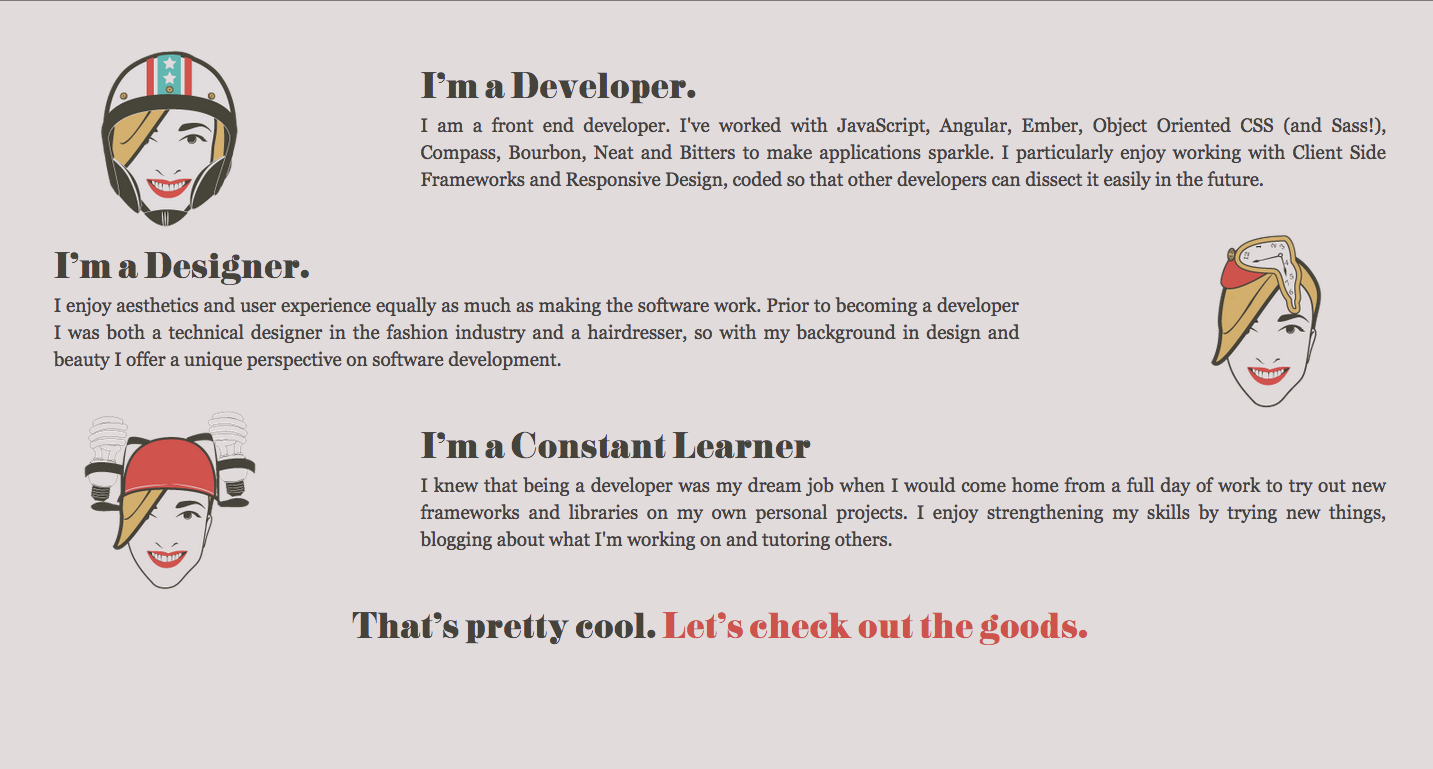 I’m a Developer.
I am a front end developer. I've worked with JavaScript, Angular, Ember, Object Oriented CSS (and Sass!),
Compass, Bourbon, Neat and Bitters to make applications sparkle. I particularly enjoy working with Client Side
Frameworks and Responsive Design, coded so that other developers can dissect it easily in the future.
I’m a Designer.
I enjoy aesthetics and user experience equally as much as making the software work. Prior to becoming a developer
I was both a technical designer in the fashion industry and a hairdresser, so with my background in design and
beauty I offer a unique perspective on software development.
I’m a Constant Learner
I knew that being a developer was my dream job when I would come home from a full day of work to try out new
frameworks and libraries on my own personal projects. I enjoy strengthening my skills by trying new things,
blogging about what I'm working on and tutoring others.
That’s pretty cool. Let’s check out the goods.